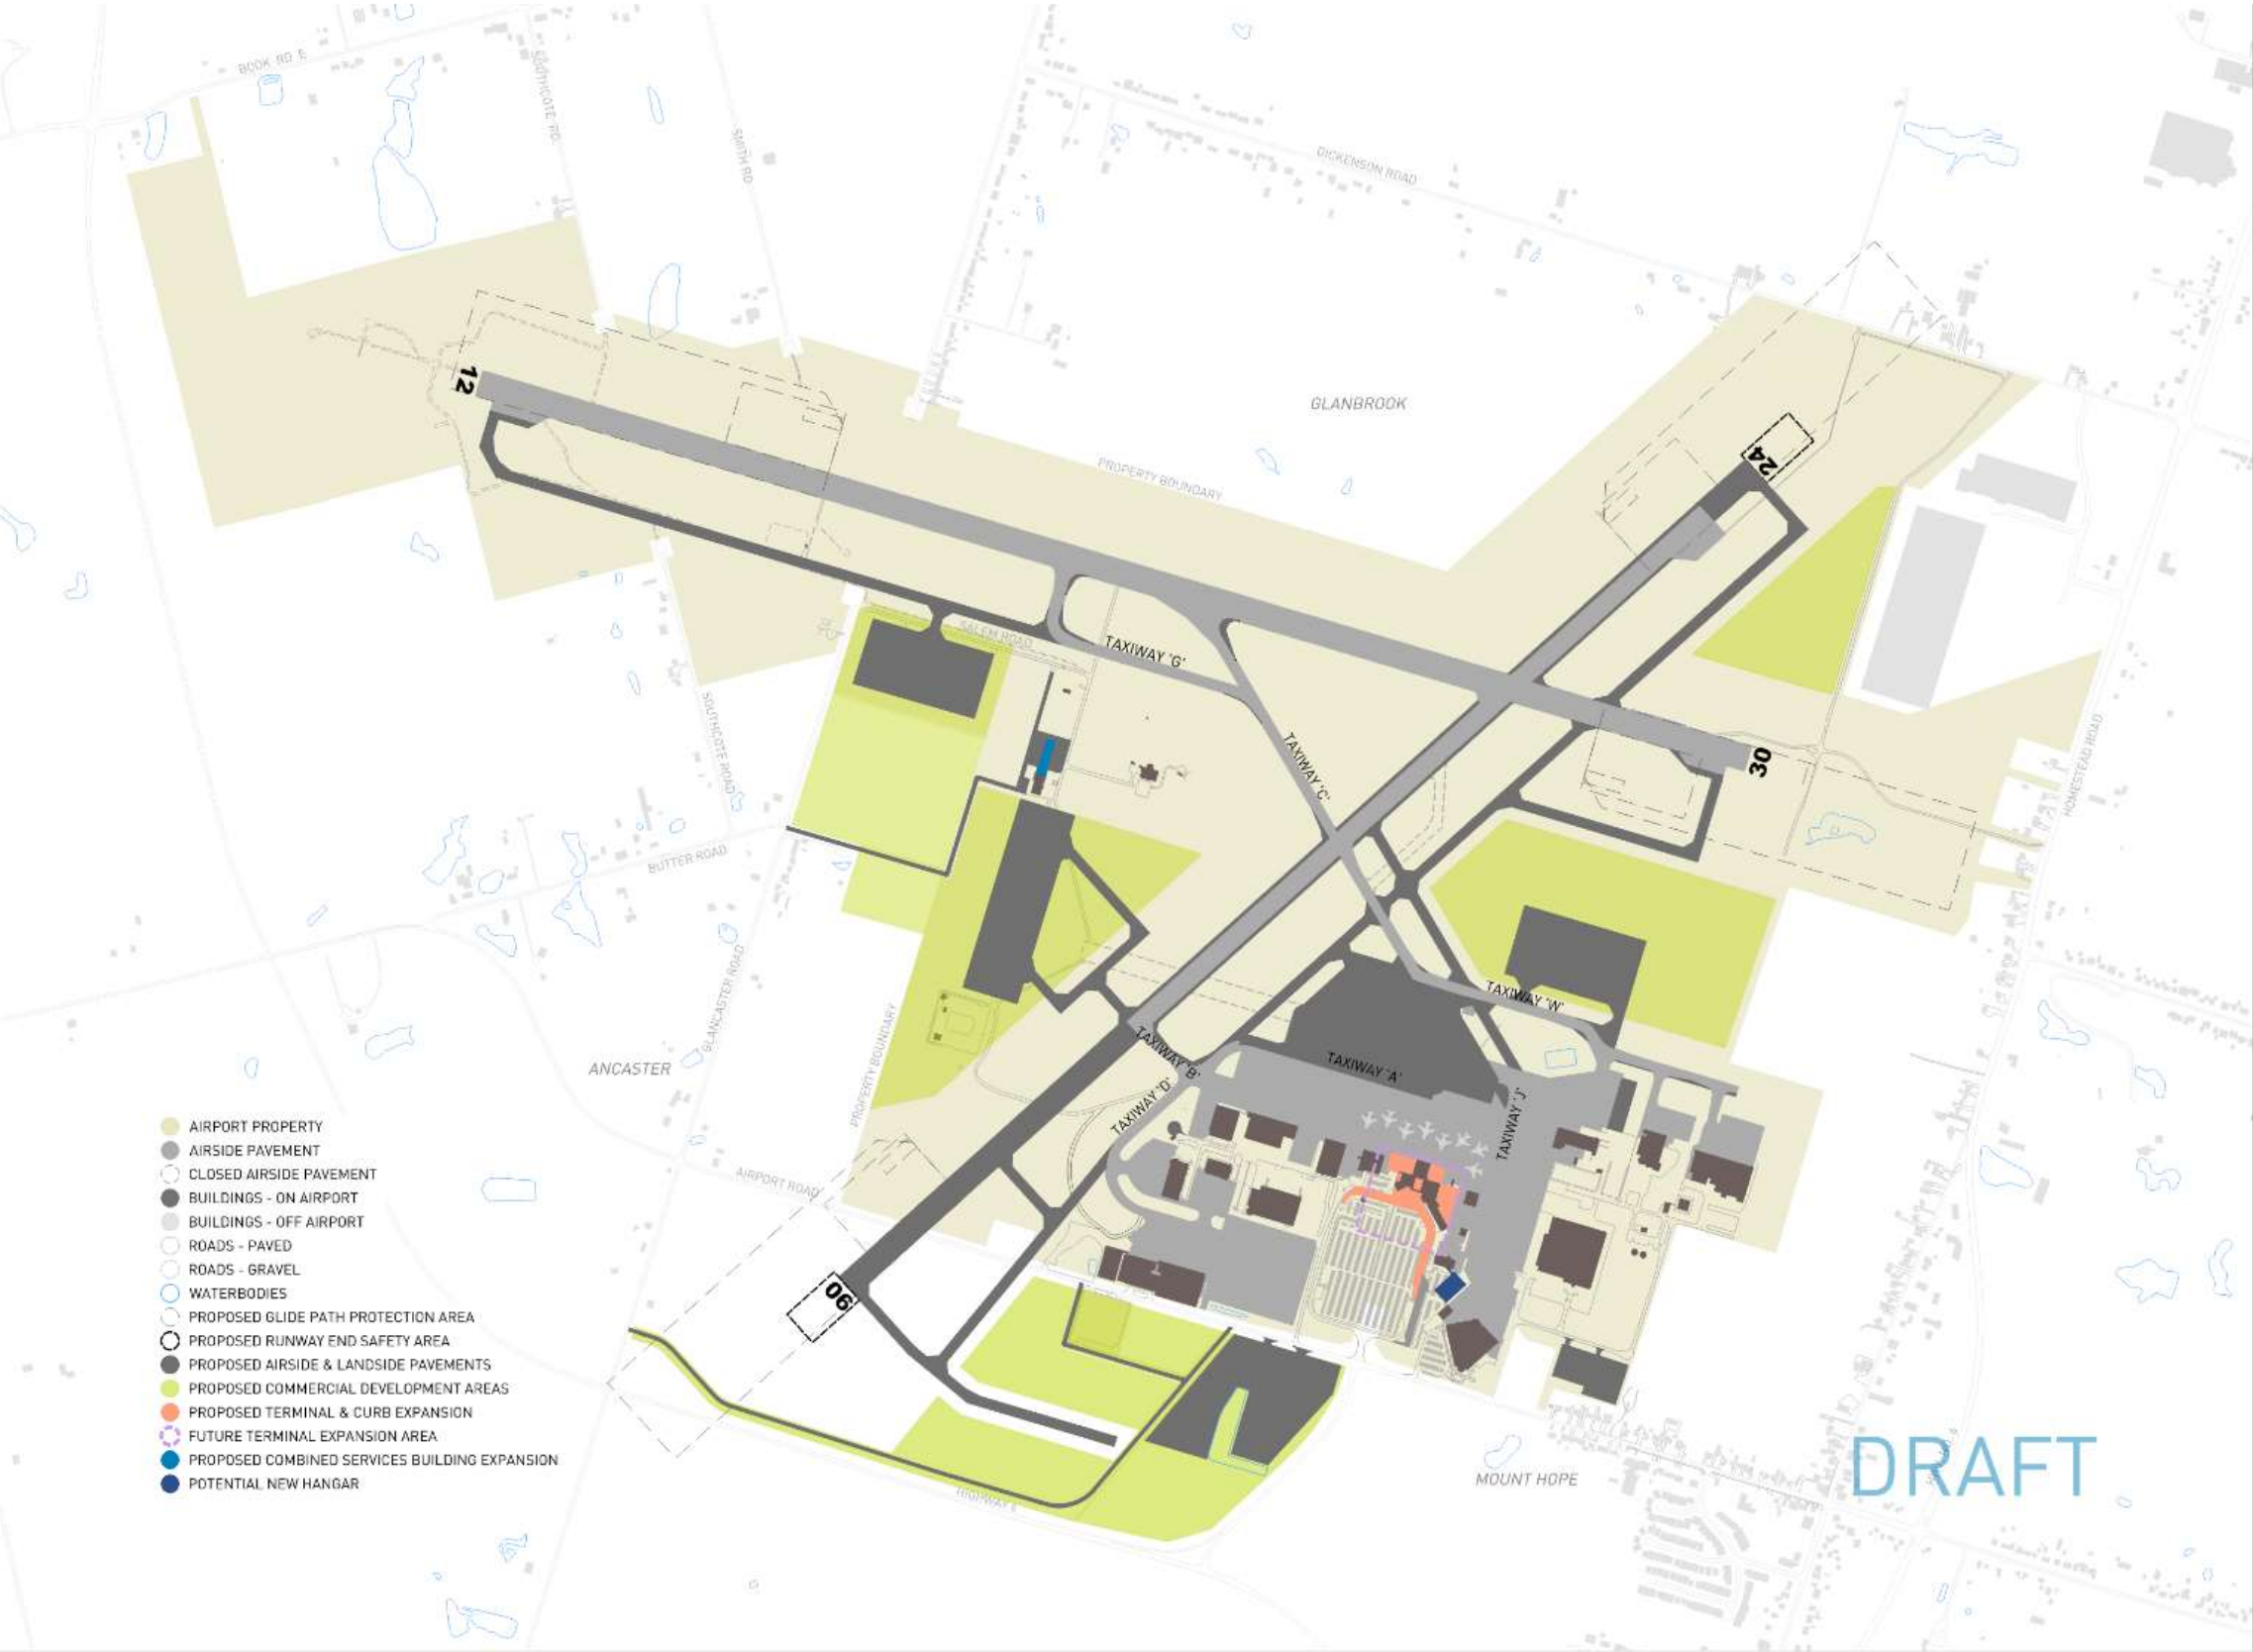 BOOK RD E
SOUTHCOTE RD
SMITH RD
DICKENSON ROAD
12
GLANBROOK
24
PROPERTY BOUNDARY
SALEM ROAD
TAXIWAY 'G'
TAXIWAY 'C'
30
HOMESTEAD ROAD
SOUTHCOTE ROAD
BUTTER ROAD
GLANCASTER ROAD
PROPERTY BOUNDARY
TAXIWAY 'W'
TAXIWAY 'B'
TAXIWAY 'A'
TAXIWAY 'D'
TAXIWAY 'J'
ANCASTER
AIRPORT ROAD
06
AIRPORT PROPERTY
AIRSIDE PAVEMENT
CLOSED AIRSIDE PAVEMENT
BUILDINGS - ON AIRPORT
BUILDINGS - OFF AIRPORT
ROADS - PAVED
ROADS - GRAVEL
WATERBODIES
PROPOSED GLIDE PATH PROTECTION AREA
PROPOSED RUNWAY END SAFETY AREA
PROPOSED AIRSIDE & LANDSIDE PAVEMENTS
PROPOSED COMMERCIAL DEVELOPMENT AREAS
PROPOSED TERMINAL & CURB EXPANSION
FUTURE TERMINAL EXPANSION AREA
PROPOSED COMBINED SERVICES BUILDING EXPANSION
POTENTIAL NEW HANGAR
HIGHWAY 6
MOUNT HOPE
DRAFT